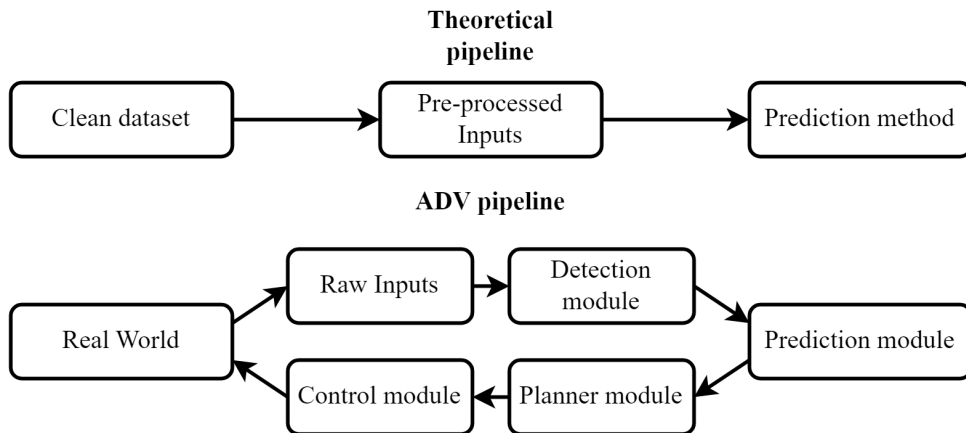 Theoretical
pipeline
Clean dataset
Pre-processed
Inputs
Prediction method
ADV pipeline
Raw Inputs
Detection
module
Real World
Prediction module
Control module
Planner module